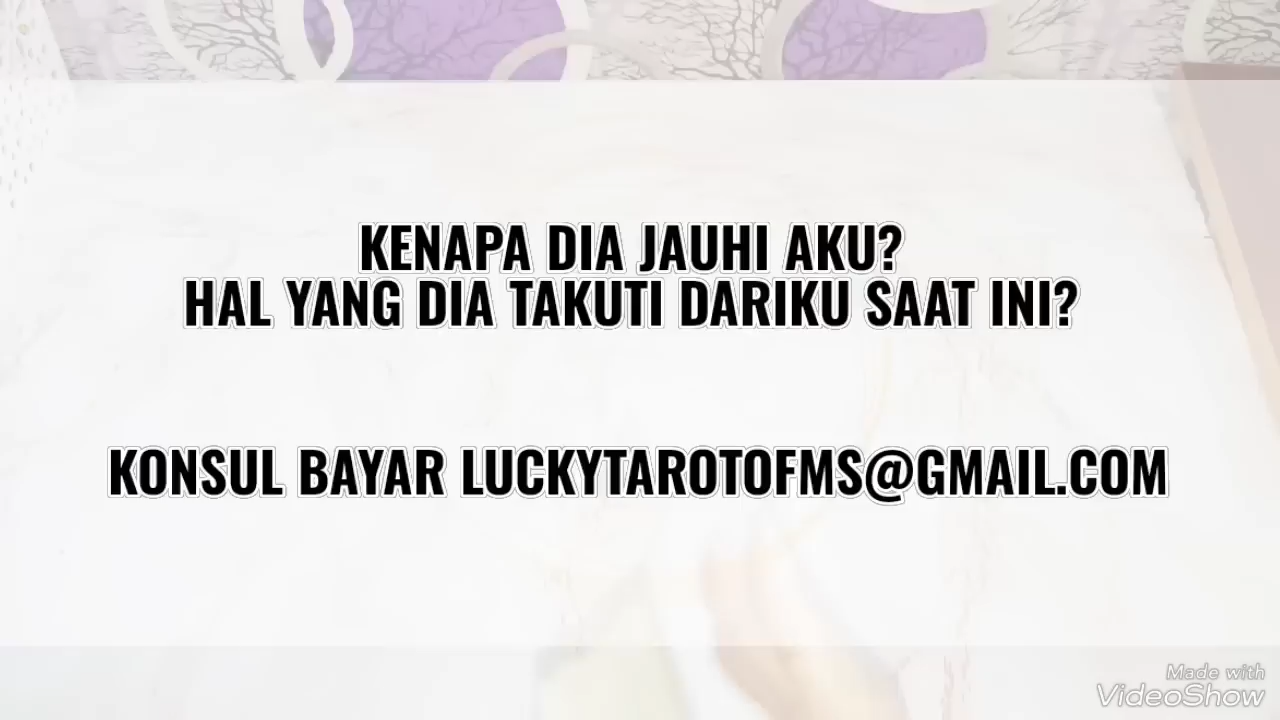 KENAPA DIA JAUHI AKU?
HAL YANG DIA TAKUTI DARIKU SAAT INI?
KONSUL BAYAR LUCKYTAROTOFMS@GMAIL.COM
Made with
VideoShow